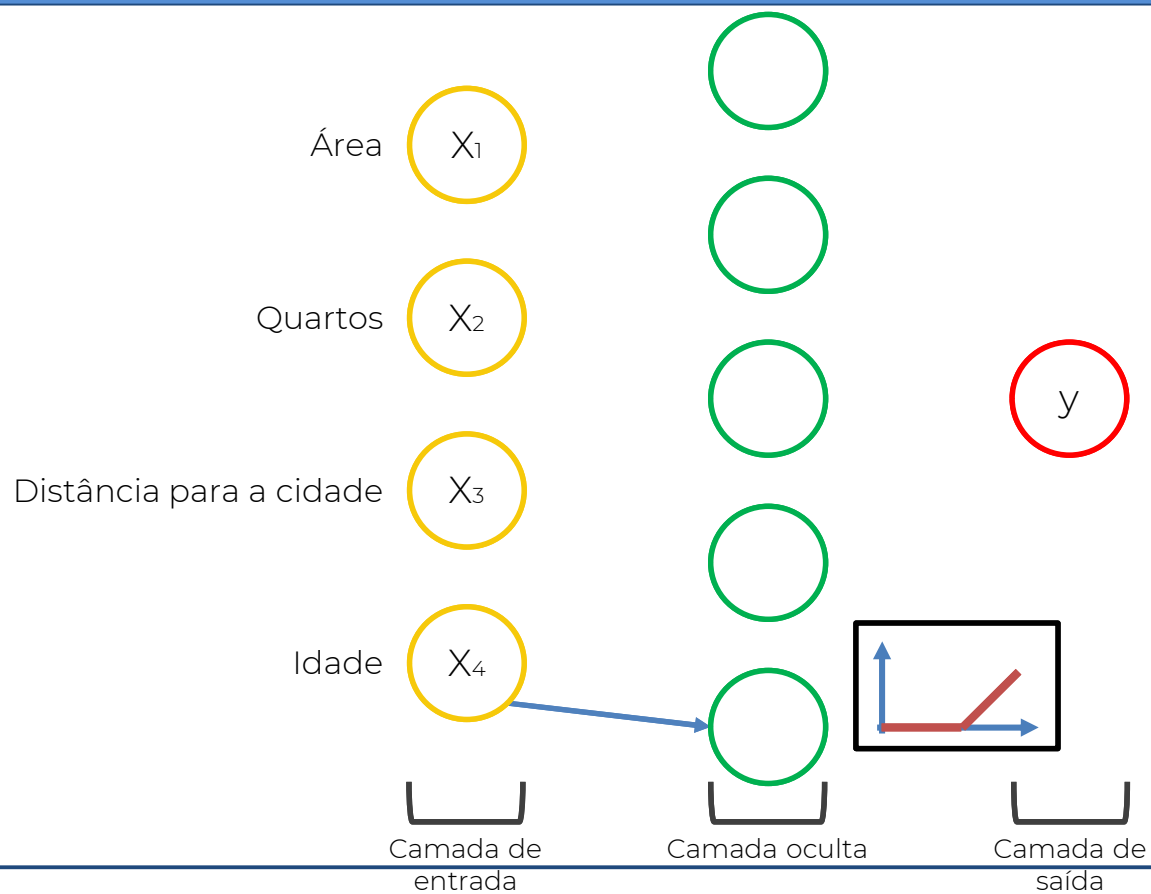 Área X₁
Quartos X₂
y
Distância para a cidade X₃
Idade X₄
Camada de
entrada
Camada oculta
Camada de
saída